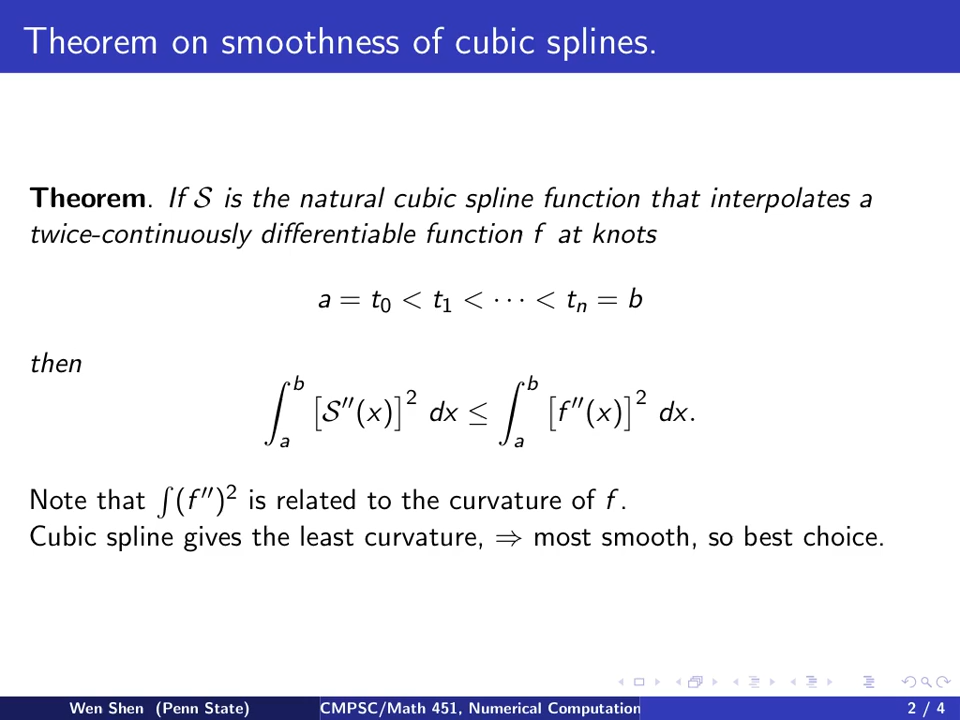 Theorem on smoothness of cubic splines.
Theorem. If 𝒮 is the natural cubic spline function that interpolates a
twice-continuously differentiable function f at knots
a = t₀ < t₁ < ⋯ < tₙ = b
then
∫ₐᵇ [𝒮″(x)]² dx ≤ ∫ₐᵇ [f″(x)]² dx.
Note that ∫(f″)² is related to the curvature of f.
Cubic spline gives the least curvature, ⇒ most smooth, so best choice.
Wen Shen (Penn State) CMPSC/Math 451, Numerical Computation 2 / 4